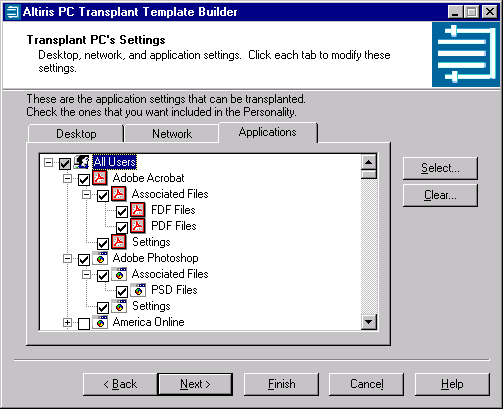 Altiris PC Transplant Template Builder
Transplant PC's Settings
Desktop, network, and application settings. Click each tab to modify these
settings.
These are the application settings that can be transplanted.
Check the ones that you want included in the Personality.
Desktop
Network
Applications
All Users
Adobe Acrobat
Associated Files
FDF Files
PDF Files
Settings
Adobe Photoshop
Associated Files
PSD Files
Settings
America Online
Select...
Clear...
< Back
Next >
Finish
Cancel
Help